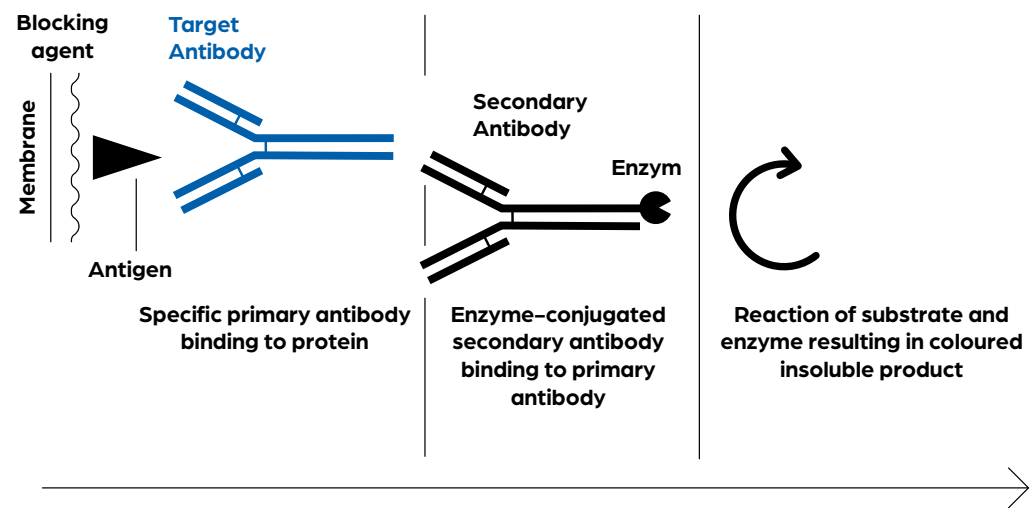 Blocking
agent
Target
Antibody
Membrane
Antigen
Specific primary antibody
binding to protein
Secondary
Antibody
Enzym
Enzyme-conjugated
secondary antibody
binding to primary
antibody
Reaction of substrate and
enzyme resulting in coloured
insoluble product